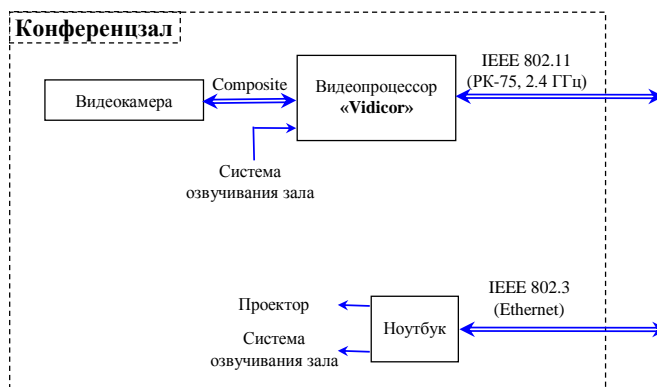 Конференцзал
Видеокамера
Composite
Видеопроцессор
«Vidicor»
IEEE 802.11
(РК-75, 2.4 ГГц)
Система
озвучивания зала
Проектор
Система
озвучивания зала
Ноутбук
IEEE 802.3
(Ethernet)